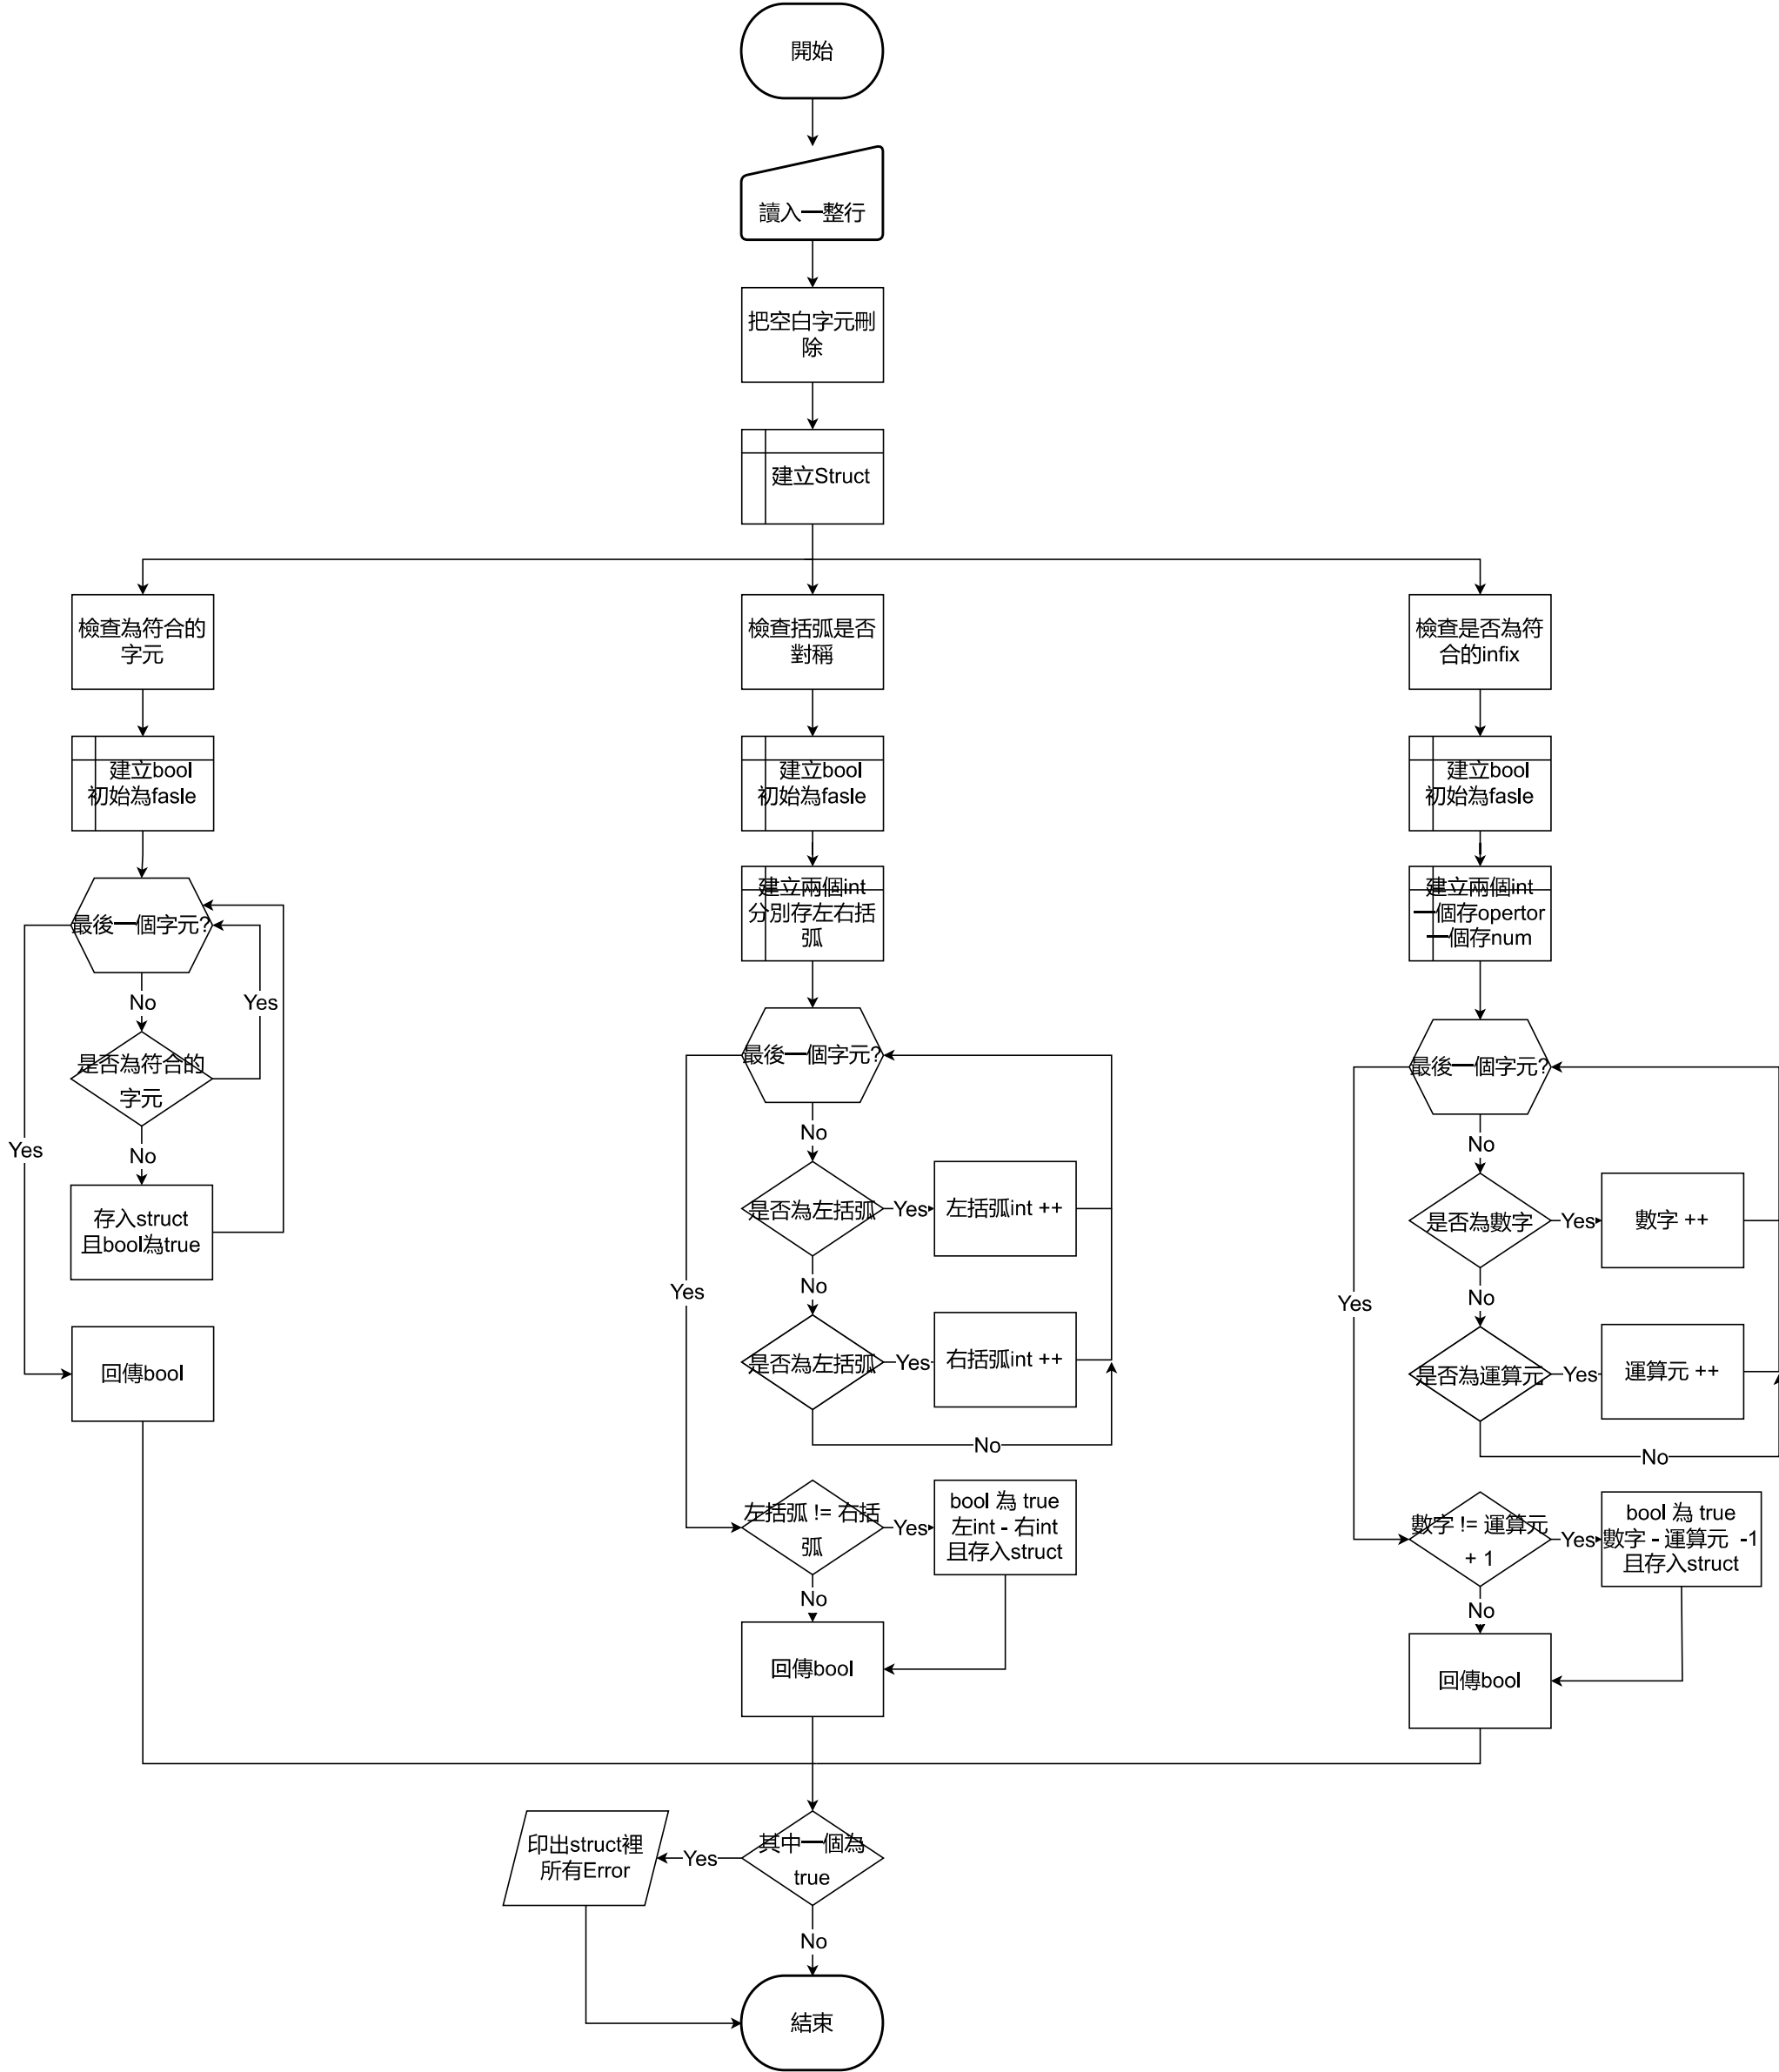 開始
讀入一整行
把空白字元刪
除
建立Struct
檢查為符合的
字元
建立bool
初始為fasle
最後一個字元?
No
Yes
是否為符合的
字元
Yes
No
存入struct
且bool為true
回傳bool
檢查括弧是否
對稱
建立bool
初始為fasle
建立兩個int
分別存左右括
弧
最後一個字元?
No
是否為左括弧
Yes
左括弧int ++
Yes
No
是否為左括弧
Yes
右括弧int ++
No
左括弧 != 右括
弧
Yes
bool 為 true
左int - 右int
且存入struct
No
回傳bool
檢查是否為符
合的infix
建立bool
初始為fasle
建立兩個int
一個存opertor
一個存num
最後一個字元?
No
是否為數字
Yes
數字 ++
Yes
No
是否為運算元
Yes
運算元 ++
No
數字 != 運算元
+ 1
Yes
bool 為 true
數字 - 運算元 -1
且存入struct
No
回傳bool
其中一個為
true
Yes
印出struct裡
所有Error
No
結束